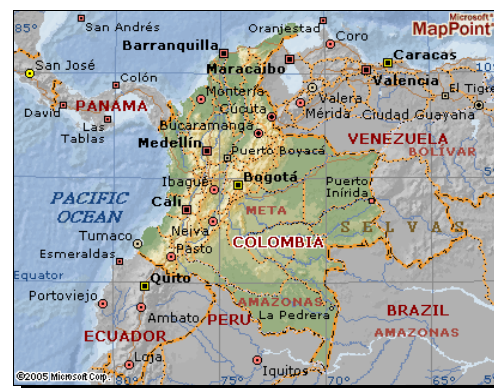 San Andrés
Oranjestad
Microsoft®
MapPoint®
Coro
Barranquilla
Caracas
San José
Maracaibo
10°
Colón
Valencia
Montería
Valera
El Tigre
David
PANAMA
Cúcuta
Mérida
Ciudad Guayana
Las
Tablas
Bucaramanga
VENEZUELA
Medellín
Puerto Boyacá
BOLÍVAR
Ibagué
Bogotá
Puerto
Inírida
PACIFIC
OCEAN
Cali
META
Neiva
SELVAS
Tumaco
COLOMBIA
Pasto
Esmeraldas
Equator
Quito
Portoviejo
AMAZONAS
Ambato
PERU
La Pedrera
BRAZIL
AMAZONAS
ECUADOR
Loja
Iquitos
©2005 Microsoft Corp.
80°
75°
70°
65°